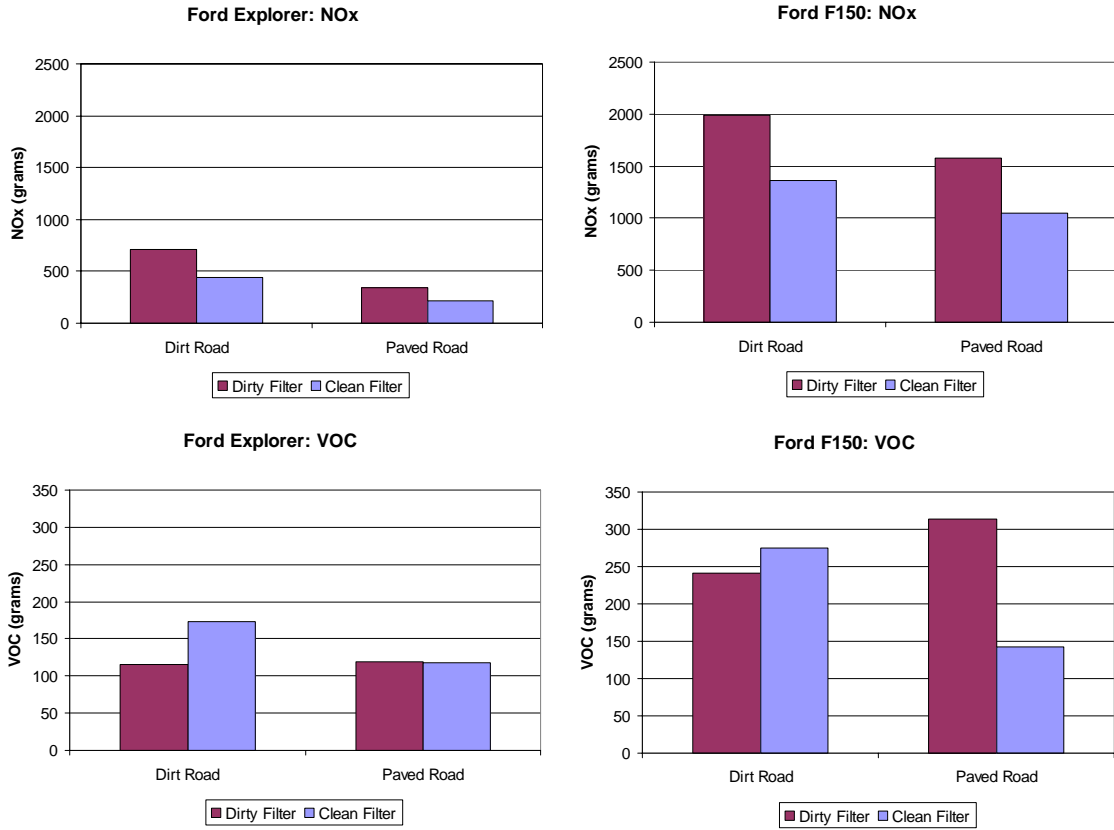 Ford Explorer: NOx
NOx (grams)
2500
2000
1500
1000
500
0
Dirt Road Paved Road
Dirty Filter Clean Filter
Ford F150: NOx
NOx (grams)
2500
2000
1500
1000
500
0
Dirt Road Paved Road
Dirty Filter Clean Filter
Ford Explorer: VOC
VOC (grams)
350
300
250
200
150
100
50
0
Dirt Road Paved Road
Dirty Filter Clean Filter
Ford F150: VOC
VOC (grams)
350
300
250
200
150
100
50
0
Dirt Road Paved Road
Dirty Filter Clean Filter